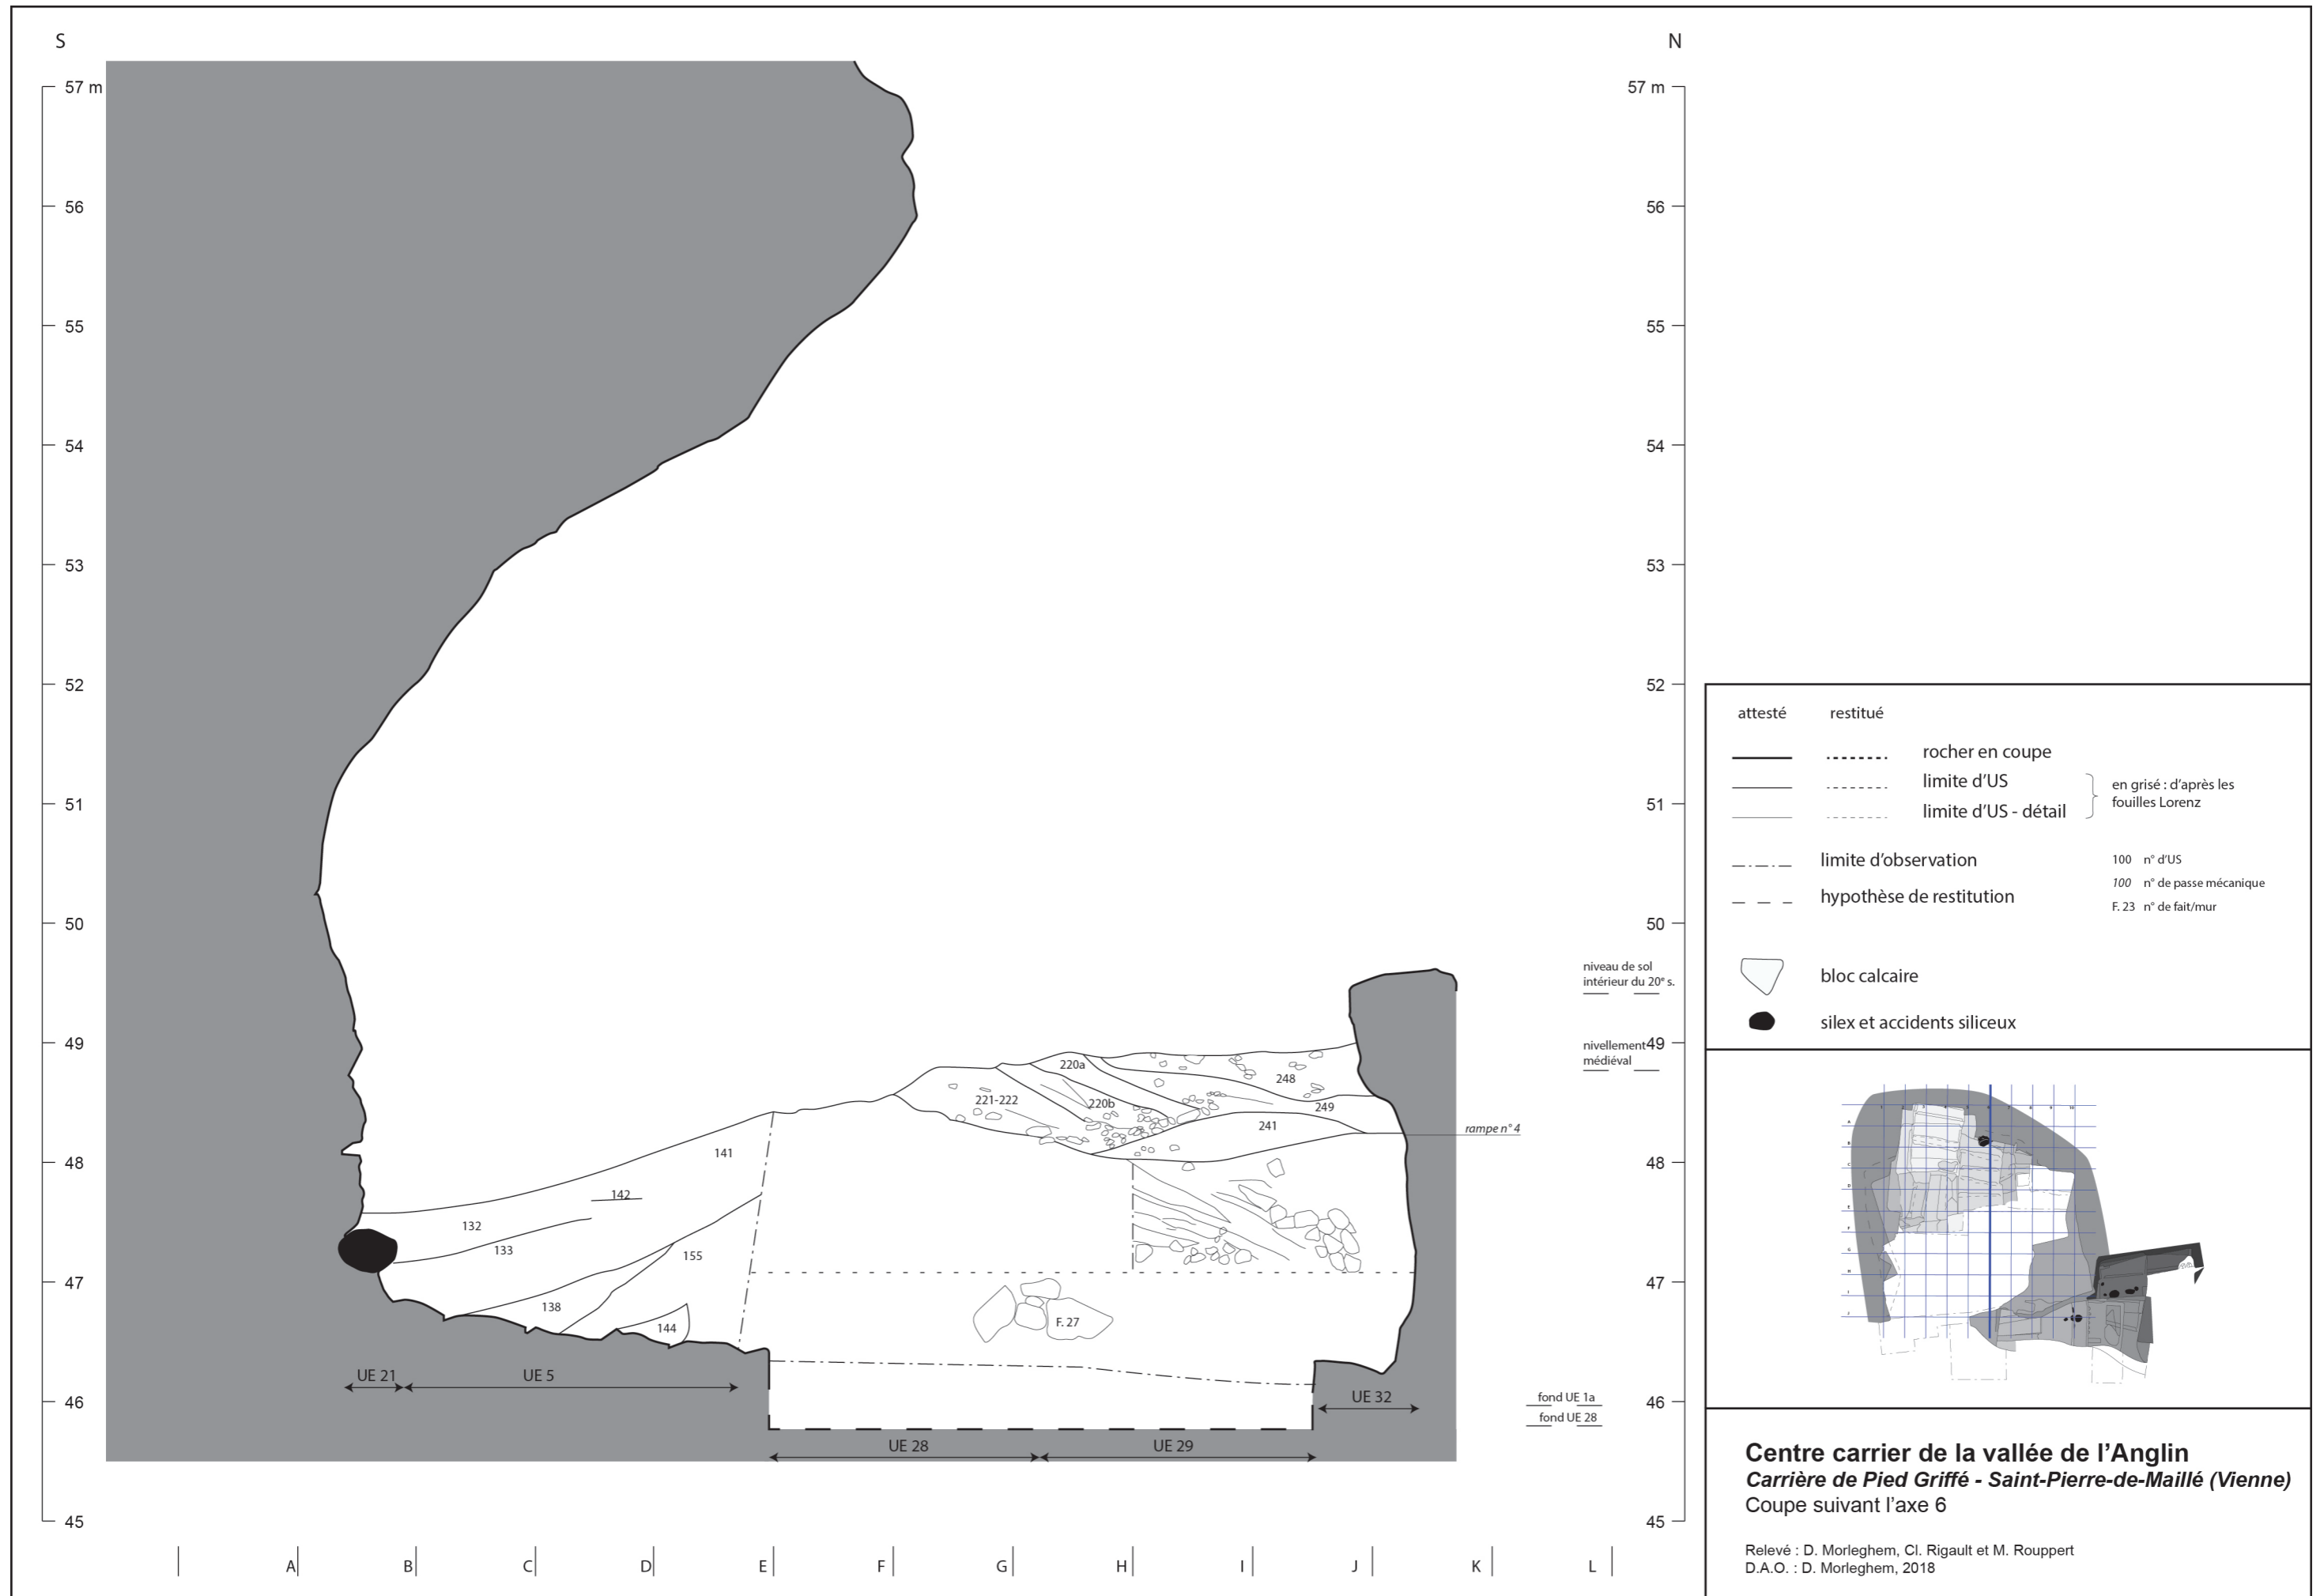 S
N
57 m
56
55
54
53
52
51
50
49
48
47
46
45
57 m
56
55
54
53
52
51
50
49
48
47
46
45
niveau de sol
intérieur du 20e s.
nivellement
médiéval
rampe n° 4
fond UE 1a
fond UE 28
220a
248
221-222
220b
249
241
141
142
132
133
155
138
144
F. 27
UE 21
UE 5
UE 32
UE 28
UE 29
A B C D E F G H I J K L
attesté restitué
rocher en coupe
limite d'US
limite d'US - détail
en grisé : d'après les
fouilles Lorenz
limite d'observation
hypothèse de restitution
100 n° d'US
100 n° de passe mécanique
F. 23 n° de fait/mur
bloc calcaire
silex et accidents siliceux
Centre carrier de la vallée de l'Anglin
Carrière de Pied Griffé - Saint-Pierre-de-Maillé (Vienne)
Coupe suivant l'axe 6
Relevé : D. Morleghem, Cl. Rigault et M. Rouppert
D.A.O. : D. Morleghem, 2018